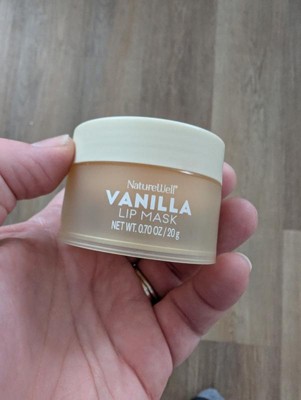 NatureWell
VANILLA
LIP MASK
NET WT. 0.70 OZ / 20 g